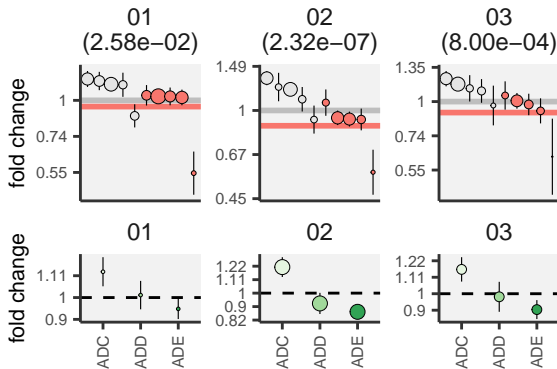 01
(2.58e−02)
02
(2.32e−07)
03
(8.00e−04)
fold change
1
0.74
0.55
1.49
1
0.67
0.45
1.35
1
0.74
0.55
01
02
03
fold change
1.11
1
0.9
1.22
1.11
1
0.9
0.82
1.22
1.11
1
0.9
ADC
ADD
ADE
ADC
ADD
ADE
ADC
ADD
ADE